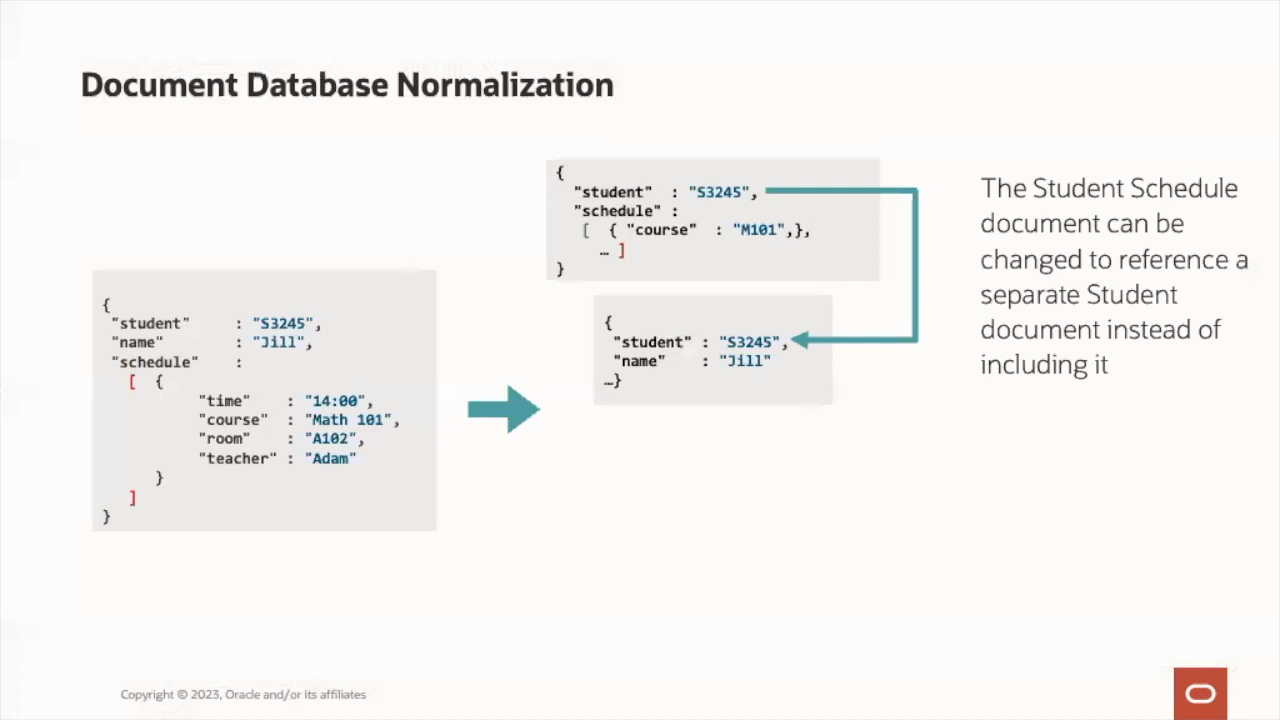 Document Database Normalization
{
"student" : "S3245",
"name" : "Jill",
"schedule" :
[ {
"time" : "14:00",
"course" : "Math 101",
"room" : "A102",
"teacher" : "Adam"
}
]
}
{
"student" : "S3245",
"schedule" :
[ { "course" : "M101",},
… ]
}
{
"student" : "S3245",
"name" : "Jill"
…}
The Student Schedule
document can be
changed to reference a
separate Student
document instead of
including it
Copyright © 2023, Oracle and/or its affiliates